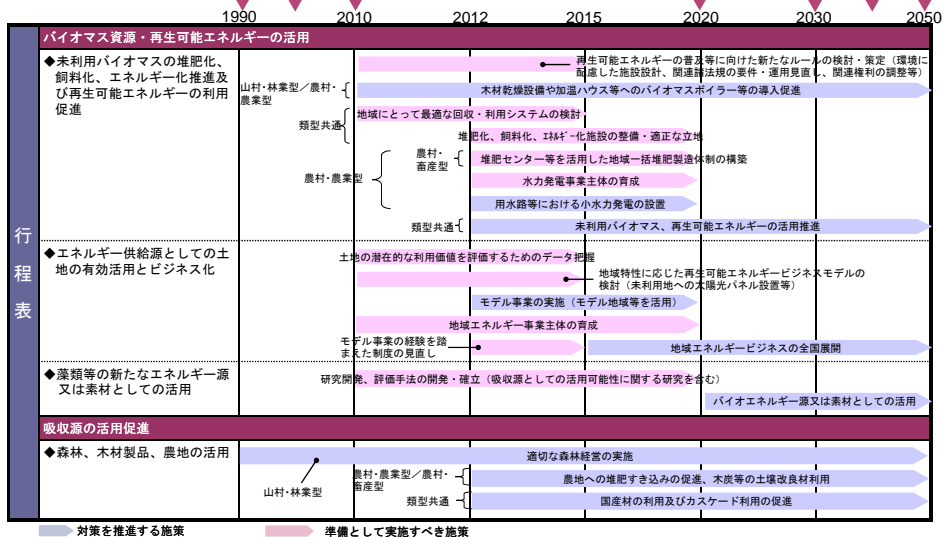 1990 2010 2012 2015 2020 2030 2050
行程表
バイオマス資源・再生可能エネルギーの活用
◆未利用バイオマスの堆肥化、
飼料化、エネルギー化推進及
び再生可能エネルギーの利用
促進
再生可能エネルギーの普及等に向けた新たなルールの検討・策定（環境に
配慮した施設設計、関連諸法規の要件・運用見直し、関連権利の調整等）
山村・林業型／農村・
農業型
木材乾燥設備や加温ハウス等へのバイオマスボイラー等の導入促進
類型共通
地域にとって最適な回収・利用システムの検討
堆肥化、飼料化、ｴﾈﾙｷﾞｰ化施設の整備・適正な立地
農村・農業型
農村・
畜産型
堆肥センター等を活用した地域一括堆肥製造体制の構築
水力発電事業主体の育成
用水路等における小水力発電の設置
類型共通
未利用バイオマス、再生可能エネルギーの活用推進
◆エネルギー供給源としての土
地の有効活用とビジネス化
土地の潜在的な利用価値を評価するためのデータ把握
地域特性に応じた再生可能エネルギービジネスモデルの
検討（未利用地への太陽光パネル設置等）
モデル事業の実施（モデル地域等を活用）
地域エネルギー事業主体の育成
モデル事業の経験を踏
まえた制度の見直し
地域エネルギービジネスの全国展開
◆藻類等の新たなエネルギー源
又は素材としての活用
研究開発、評価手法の開発・確立（吸収源としての活用可能性に関する研究を含む）
バイオエネルギー源又は素材としての活用
吸収源の活用促進
◆森林、木材製品、農地の活用
適切な森林経営の実施
山村・林業型
農村・農業型／農村・
畜産型
農地への堆肥すき込みの促進、木炭等の土壌改良材利用
類型共通
国産材の利用及びカスケード利用の促進
対策を推進する施策
準備として実施すべき施策